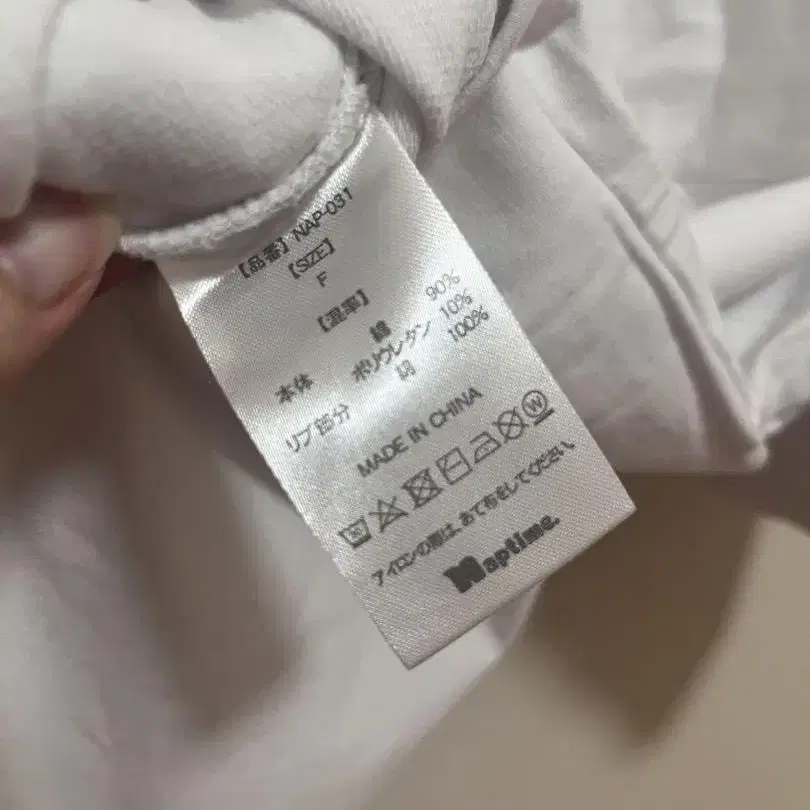 【品番】NAP-031
【SIZE】
F
【混率】
本体 綿 90%
ポリウレタン 10%
リブ部分 綿 100%
MADE IN CHINA
W
アイロンの際は、あて布をしてください。
Naptime.